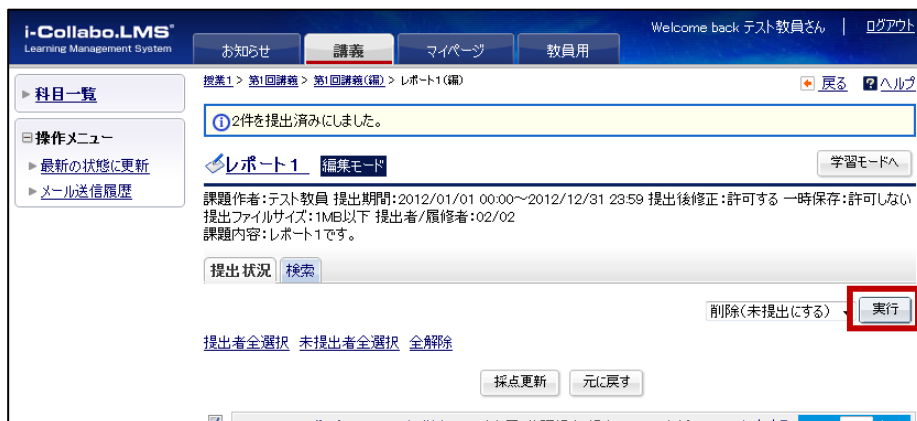 i-Collabo.LMS
Learning Management System
Welcome back テスト教員さん | ログアウト
お知らせ 講義 マイページ 教員用
科目一覧
操作メニュー
最新の状態に更新
メール送信履歴
授業1 > 第1回講義 > 第1回講義(編) > レポート1(編)
戻る ヘルプ
2件を提出済みにしました。
レポート1 編集モード 学習モードへ
課題作者:テスト教員 提出期間:2012/01/01 00:00～2012/12/31 23:59 提出後修正:許可する 一時保存:許可しない
提出ファイルサイズ:1MB以下 提出者/履修者:02/02
課題内容:レポート1です。
提出状況 検索
削除(未提出にする) 実行
提出者全選択 未提出者全選択 全解除
採点更新 元に戻す